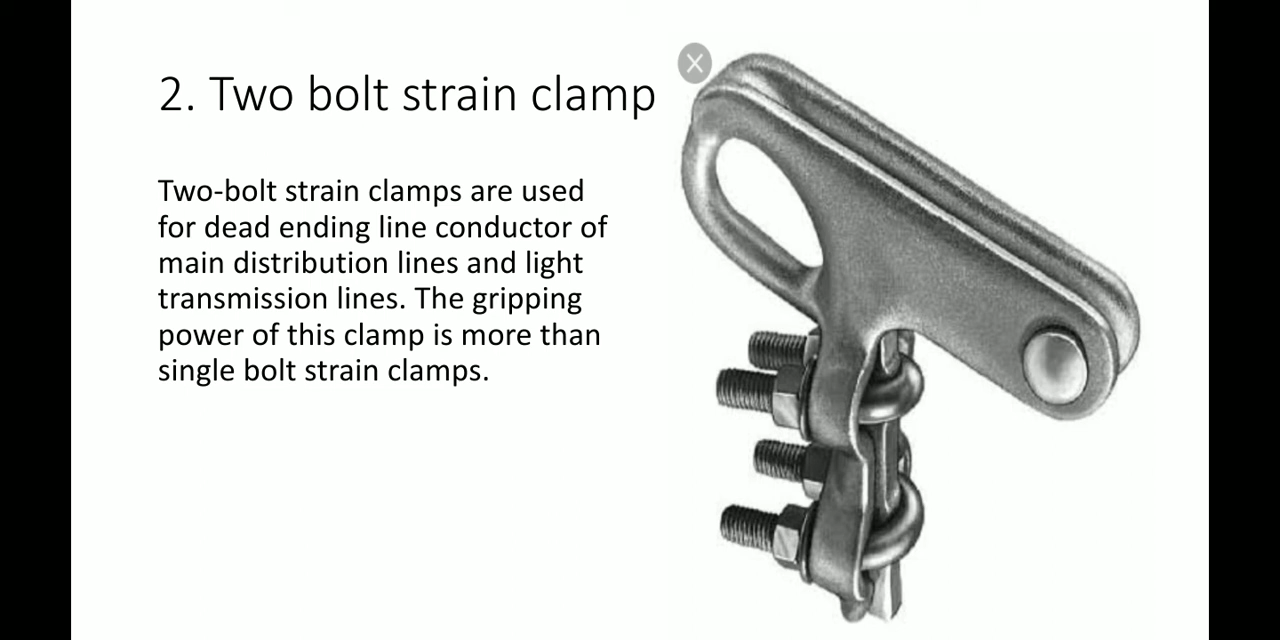 2. Two bolt strain clamp
Two-bolt strain clamps are used
for dead ending line conductor of
main distribution lines and light
transmission lines. The gripping
power of this clamp is more than
single bolt strain clamps.